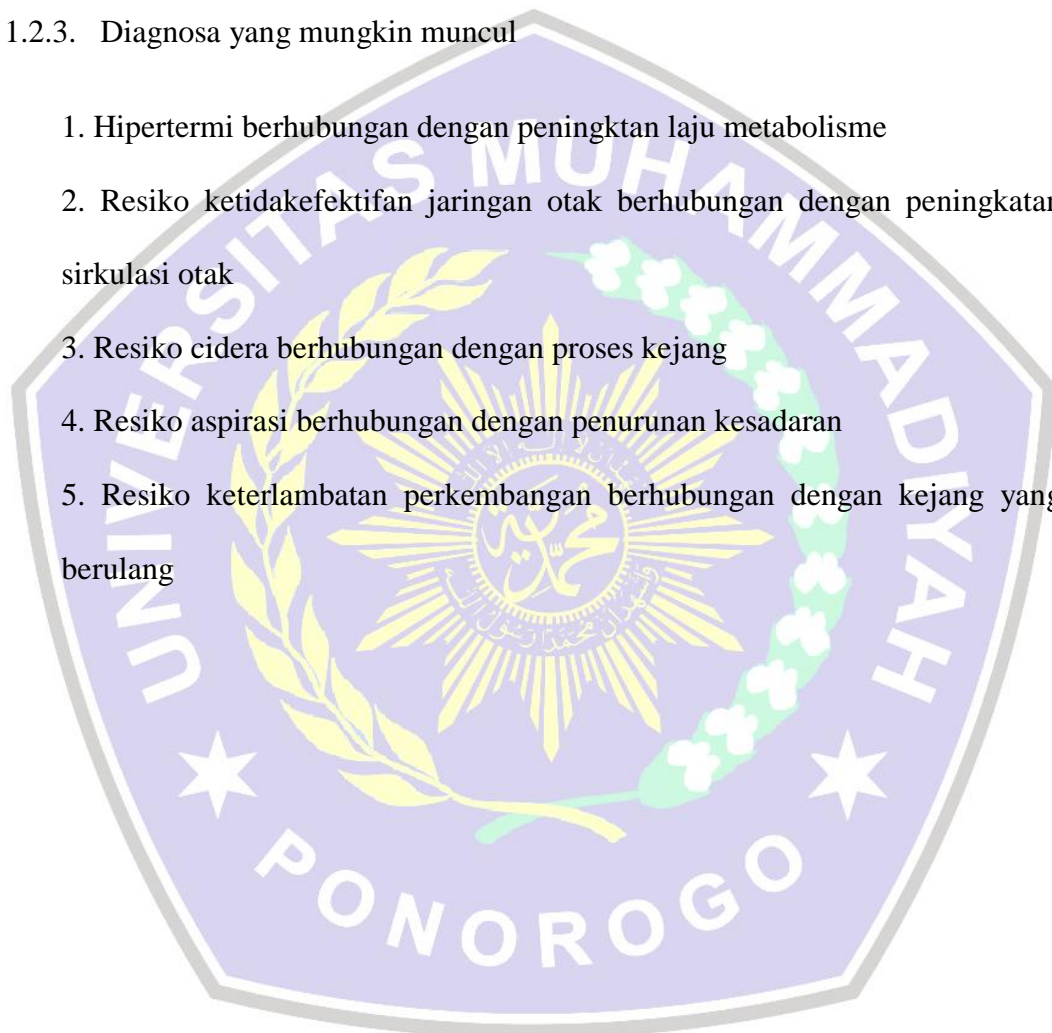 1.2.3. Diagnosa yang mungkin muncul
1. Hipertermi berhubungan dengan peningktan laju metabolisme
2. Resiko ketidakefektifan jaringan otak berhubungan dengan peningkatan
sirkulasi otak
3. Resiko cidera berhubungan dengan proses kejang
4. Resiko aspirasi berhubungan dengan penurunan kesadaran
5. Resiko keterlambatan perkembangan berhubungan dengan kejang yang
berulang
UNIVERSITAS MUHAMMADIYAH
PONOROGO